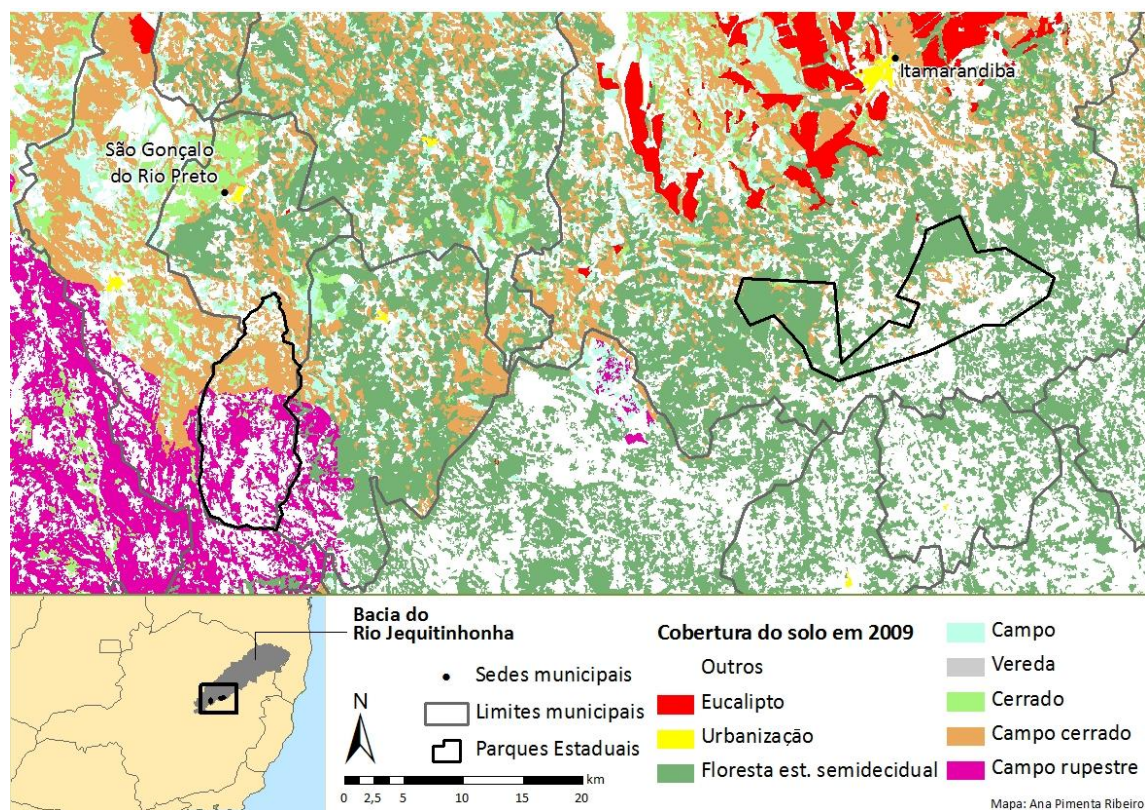 Itamarandiba
São Gonçalo
do Rio Preto
Bacia do
Rio Jequitinhonha
Sedes municipais
Limites municipais
Parques Estaduais
N
km
0 2,5 5 10 15 20
Cobertura do solo em 2009
Outros
Eucalipto
Urbanização
Floresta est. semidecidual
Campo
Vereda
Cerrado
Campo cerrado
Campo rupestre
Mapa: Ana Pimenta Ribeiro